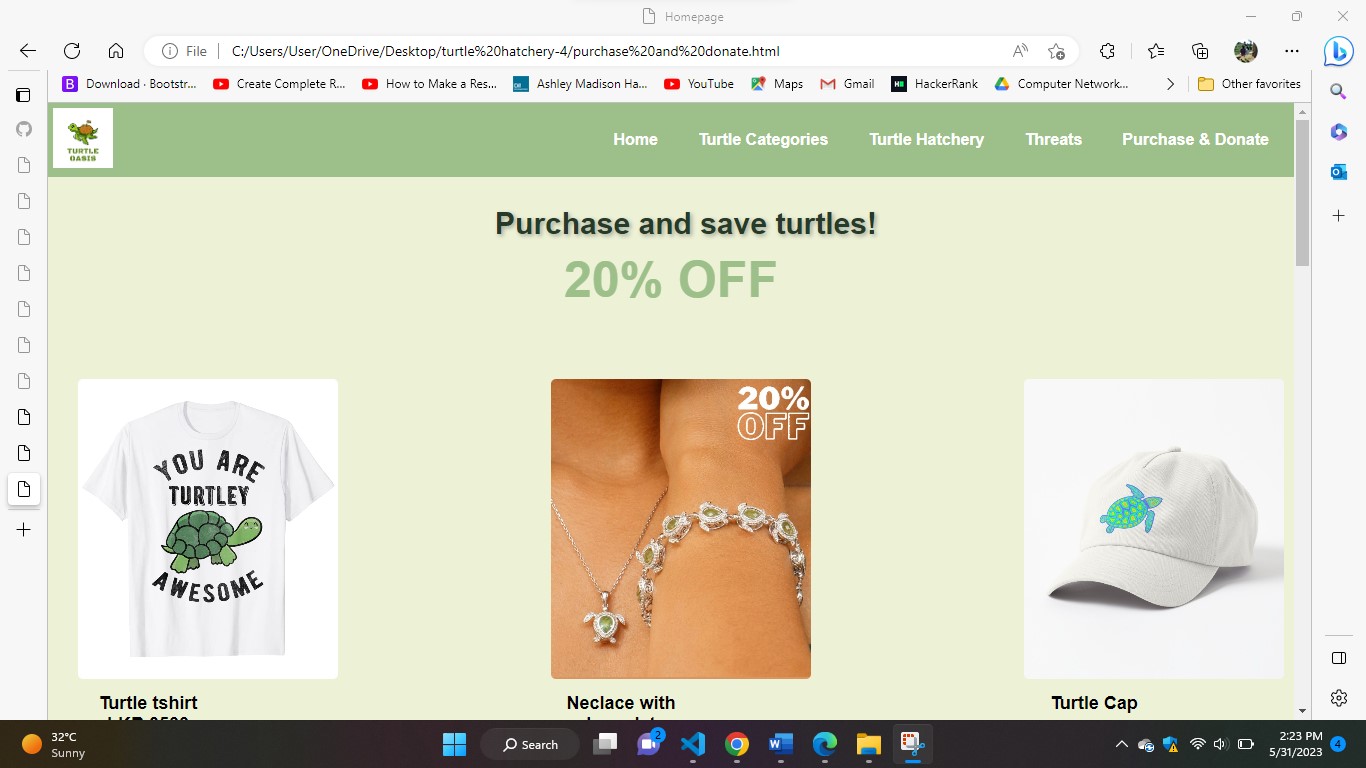 Homepage
File
C:/Users/User/OneDrive/Desktop/turtle%20hatchery-4/purchase%20and%20donate.html
Download · Bootstr...
Create Complete R...
How to Make a Res...
Ashley Madison Ha...
YouTube
Maps
Gmail
HackerRank
Computer Network...
Other favorites
TURTLE
OASIS
Home
Turtle Categories
Turtle Hatchery
Threats
Purchase & Donate
Purchase and save turtles!
20% OFF
YOU ARE
TURTLEY
AWESOME
20%
OFF
Turtle tshirt
Neclace with
Turtle Cap
32°C
Sunny
Search
2
2:23 PM
5/31/2023
4